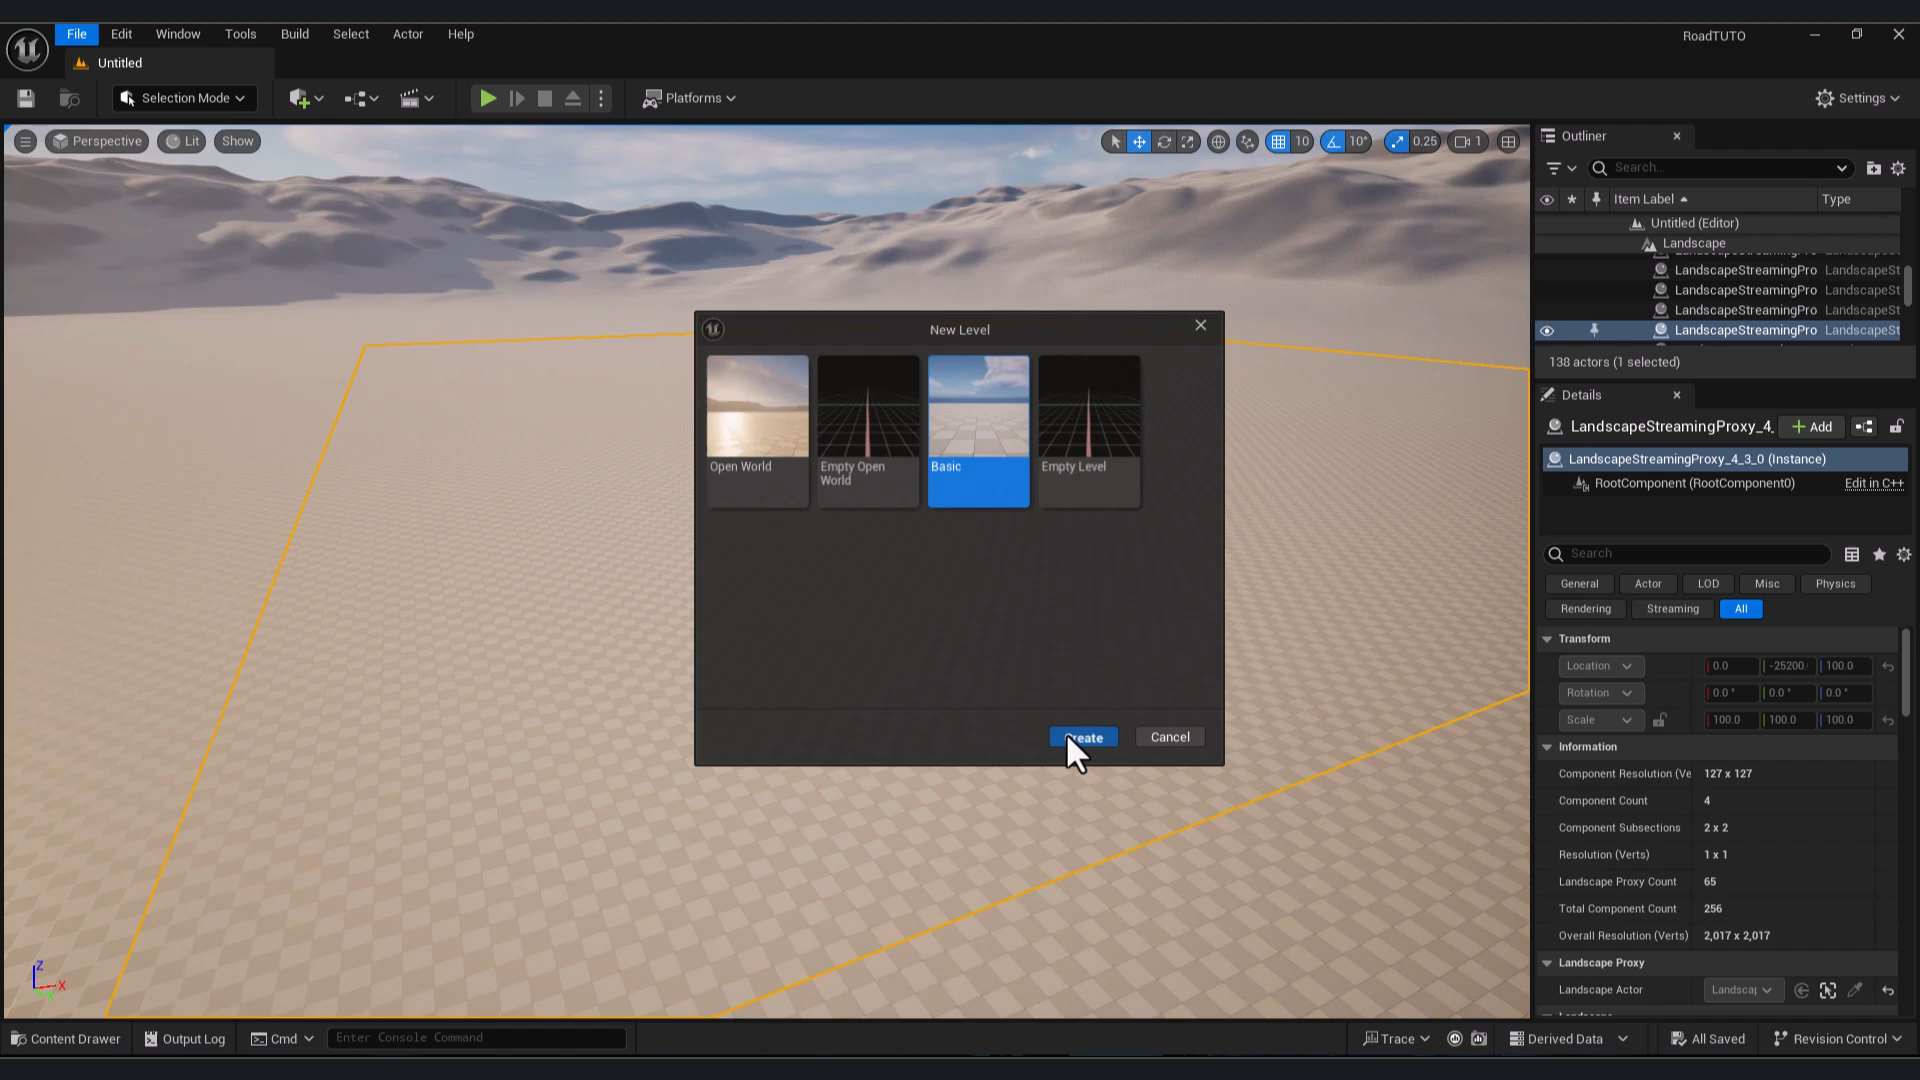 File Edit Window Tools Build Select Actor Help
RoadTUTO
Untitled
Selection Mode
Platforms
Settings
Perspective
Lit
Show
10
10°
0.25
1
Outliner
Search...
Item Label
Type
Untitled (Editor)
Landscape
LandscapeStreamingPro LandscapeSt
LandscapeStreamingPro LandscapeSt
LandscapeStreamingPro LandscapeSt
LandscapeStreamingPro LandscapeSt
138 actors (1 selected)
New Level
Open World
Empty Open
World
Basic
Empty Level
Cancel
Details
LandscapeStreamingProxy_4_
Add
LandscapeStreamingProxy_4_3_0 (Instance)
RootComponent (RootComponent0)
Edit in C++
Search
General Actor LOD Misc Physics
Rendering Streaming All
Transform
Location 0.0 -25200. 100.0
Rotation 0.0 ° 0.0 ° 0.0 °
Scale 100.0 100.0 100.0
Information
Component Resolution (Ve 127 x 127
Component Count 4
Component Subsections 2 x 2
Resolution (Verts) 1 x 1
Landscape Proxy Count 65
Total Component Count 256
Overall Resolution (Verts) 2,017 x 2,017
Landscape Proxy
Landscape Actor Landscap
Z
X
Content Drawer
Output Log
Cmd
Enter Console Command
Trace
Derived Data
All Saved
Revision Control